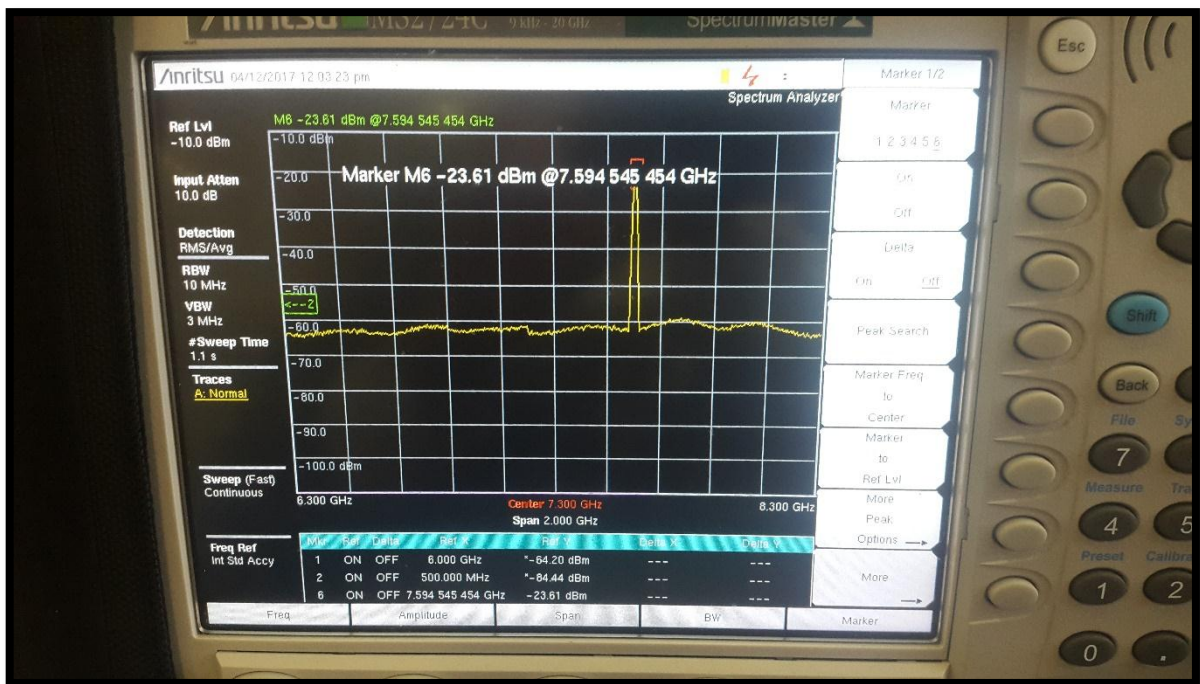 Anritsu MS2724C 9 kHz - 20 GHz SpectrumMaster
Anritsu 04/12/2017 12:03:23 pm
Spectrum Analyzer
M6 -23.61 dBm @7.594 545 454 GHz
Marker M6 -23.61 dBm @7.594 545 454 GHz
Ref Lvl
-10.0 dBm
Input Atten
10.0 dB
Detection
RMS/Avg
RBW
10 MHz
VBW
3 MHz
#Sweep Time
1.1 s
Traces
A: Normal
Sweep (Fast)
Continuous
Freq Ref
Int Std Accy
-10.0 dBm
-20.0
-30.0
-40.0
-50.0
<--2
-60.0
-70.0
-80.0
-90.0
-100.0 dBm
6.300 GHz
Center 7.300 GHz
8.300 GHz
Span 2.000 GHz
Mkr Ref Delta Ref X Ref Y Delta X Delta Y
1 ON OFF 6.000 GHz *-64.20 dBm --- ---
2 ON OFF 500.000 MHz *-84.44 dBm --- ---
6 ON OFF 7.594 545 454 GHz -23.61 dBm --- ---
Freq Amplitude Span BW Marker
Marker 1/2
Marker
1 2 3 4 5 6
On
Off
Delta
On Off
Peak Search
Marker Freq
to
Center
Marker
to
Ref Lvl
More
Peak
Options
More
Esc
Shift
Back
File
7
Measure
4
5
Preset
1
2
0
.